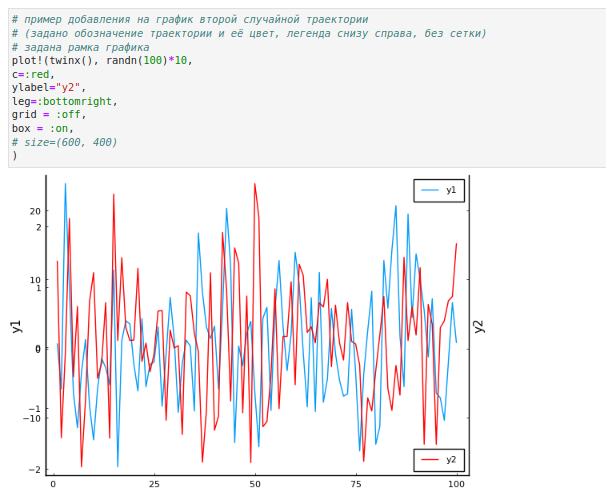 # пример добавления на график второй случайной траектории
# (задано обозначение траектории и её цвет, легенда снизу справа, без сетки)
# задана рамка графика
plot!(twinx(), randn(100)*10,
c=:red,
ylabel="y2",
leg=:bottomright,
grid = :off,
box = :on,
# size=(600, 400)
)
y1
20
2
10
1
y1
y2
0
0
−1
−10
y2
−2
0
25
50
75
100